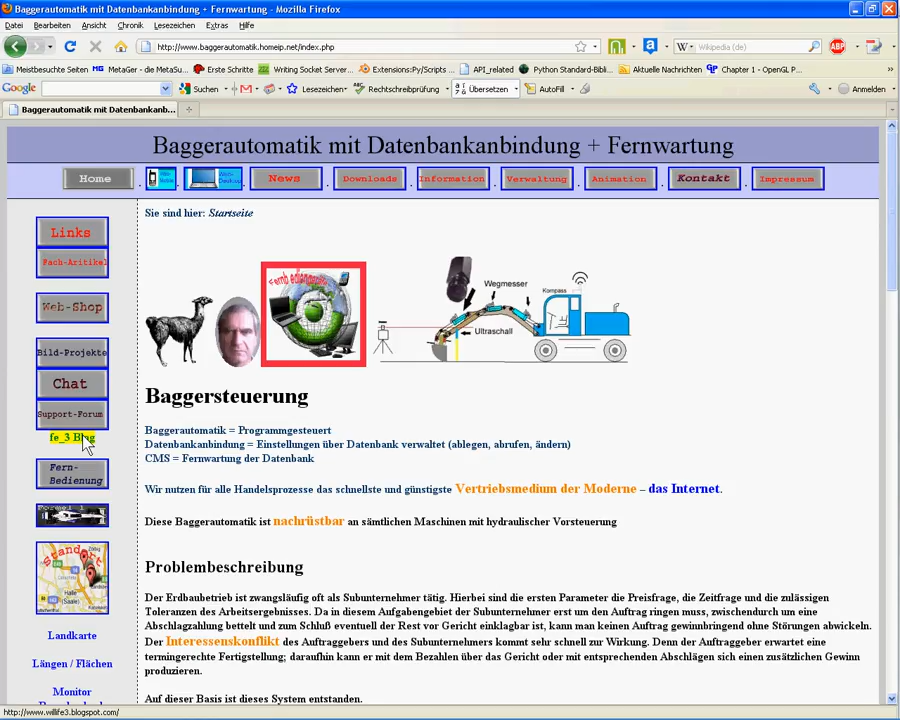 Baggerautomatik mit Datenbankanbindung + Fernwartung - Mozilla Firefox
Datei Bearbeiten Ansicht Chronik Lesezeichen Extras Hilfe
http://www.baggerautomatik.homeip.net/index.php
W Wikipedia (de)
ABP
Meistbesuchte Seiten MG MetaGer - die MetaSu... Erste Schritte Writing Socket Server... Extensions:Py/Scripts ... API_related Python Standard-Bibli... Aktuelle Nachrichten Chapter 1 - OpenGL P...
Google Suchen Lesezeichen Rechtschreibprüfung Übersetzen AutoFill Anmelden
Baggerautomatik mit Datenbankanb...
Baggerautomatik mit Datenbankanbindung + Fernwartung
Home . . . News . Downloads . Information . Verwaltung . Animation . Kontakt . Impressum
Links
Fach-Aritikel
Web-Shop
Bild-Projekte
Chat
Support-Forum
fe_3 Blog
Fern-
Bedienung
Standort
Halle
(Saale)
Landkarte
Längen / Flächen
Monitor
Sie sind hier: Startseite
Wegmesser
Kompass
Ultraschall
Baggersteuerung
Baggerautomatik = Programmgesteuert
Datenbankanbindung = Einstellungen über Datenbank verwaltet (ablegen, abrufen, ändern)
CMS = Fernwartung der Datenbank
Wir nutzen für alle Handelsprozesse das schnellste und günstigste Vertriebsmedium der Moderne – das Internet.
Diese Baggerautomatik ist nachrüstbar an sämtlichen Maschinen mit hydraulischer Vorsteuerung
Problembeschreibung
Der Erdbaubetrieb ist zwangsläufig oft als Subunternehmer tätig. Hierbei sind die ersten Parameter die Preisfrage, die Zeitfrage und die zulässigen
Toleranzen des Arbeitsergebnisses. Da in diesem Aufgabengebiet der Subunternehmer erst um den Auftrag ringen muss, zwischendurch um eine
Abschlagzahlung bettelt und zum Schluß eventuell der Rest vor Gericht einklagbar ist, kann man keinen Auftrag gewinnbringend ohne Störungen abwickeln.
Der Interessenskonflikt des Auftraggebers und des Subunternehmers kommt sehr schnell zur Wirkung. Denn der Auftraggeber erwartet eine
termingerechte Fertigstellung; daraufhin kann er mit dem Bezahlen über das Gericht oder mit entsprechenden Abschlägen sich einen zusätzlichen Gewinn
produzieren.
Auf dieser Basis ist dieses System entstanden.
http://www.willife3.blogspot.com/